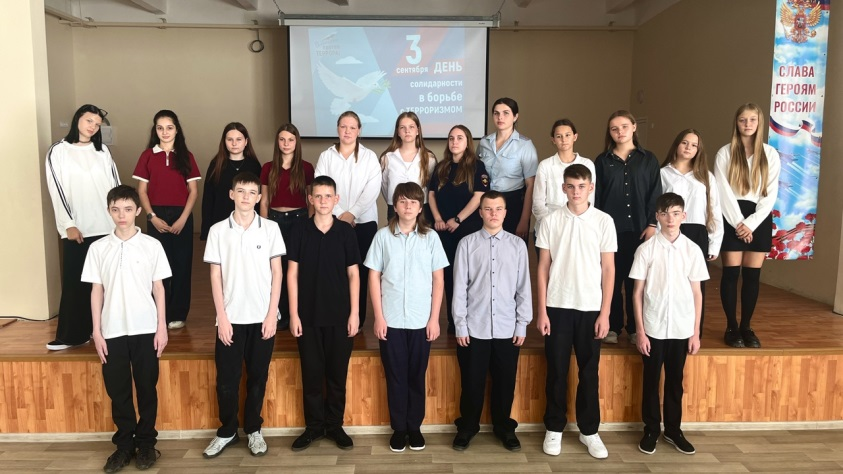 3
сентября ДЕНЬ
солидарности
в борьбе
с ТЕРРОРИЗМОМ
СЛАВА
ГЕРОЯМ
РОССИИ